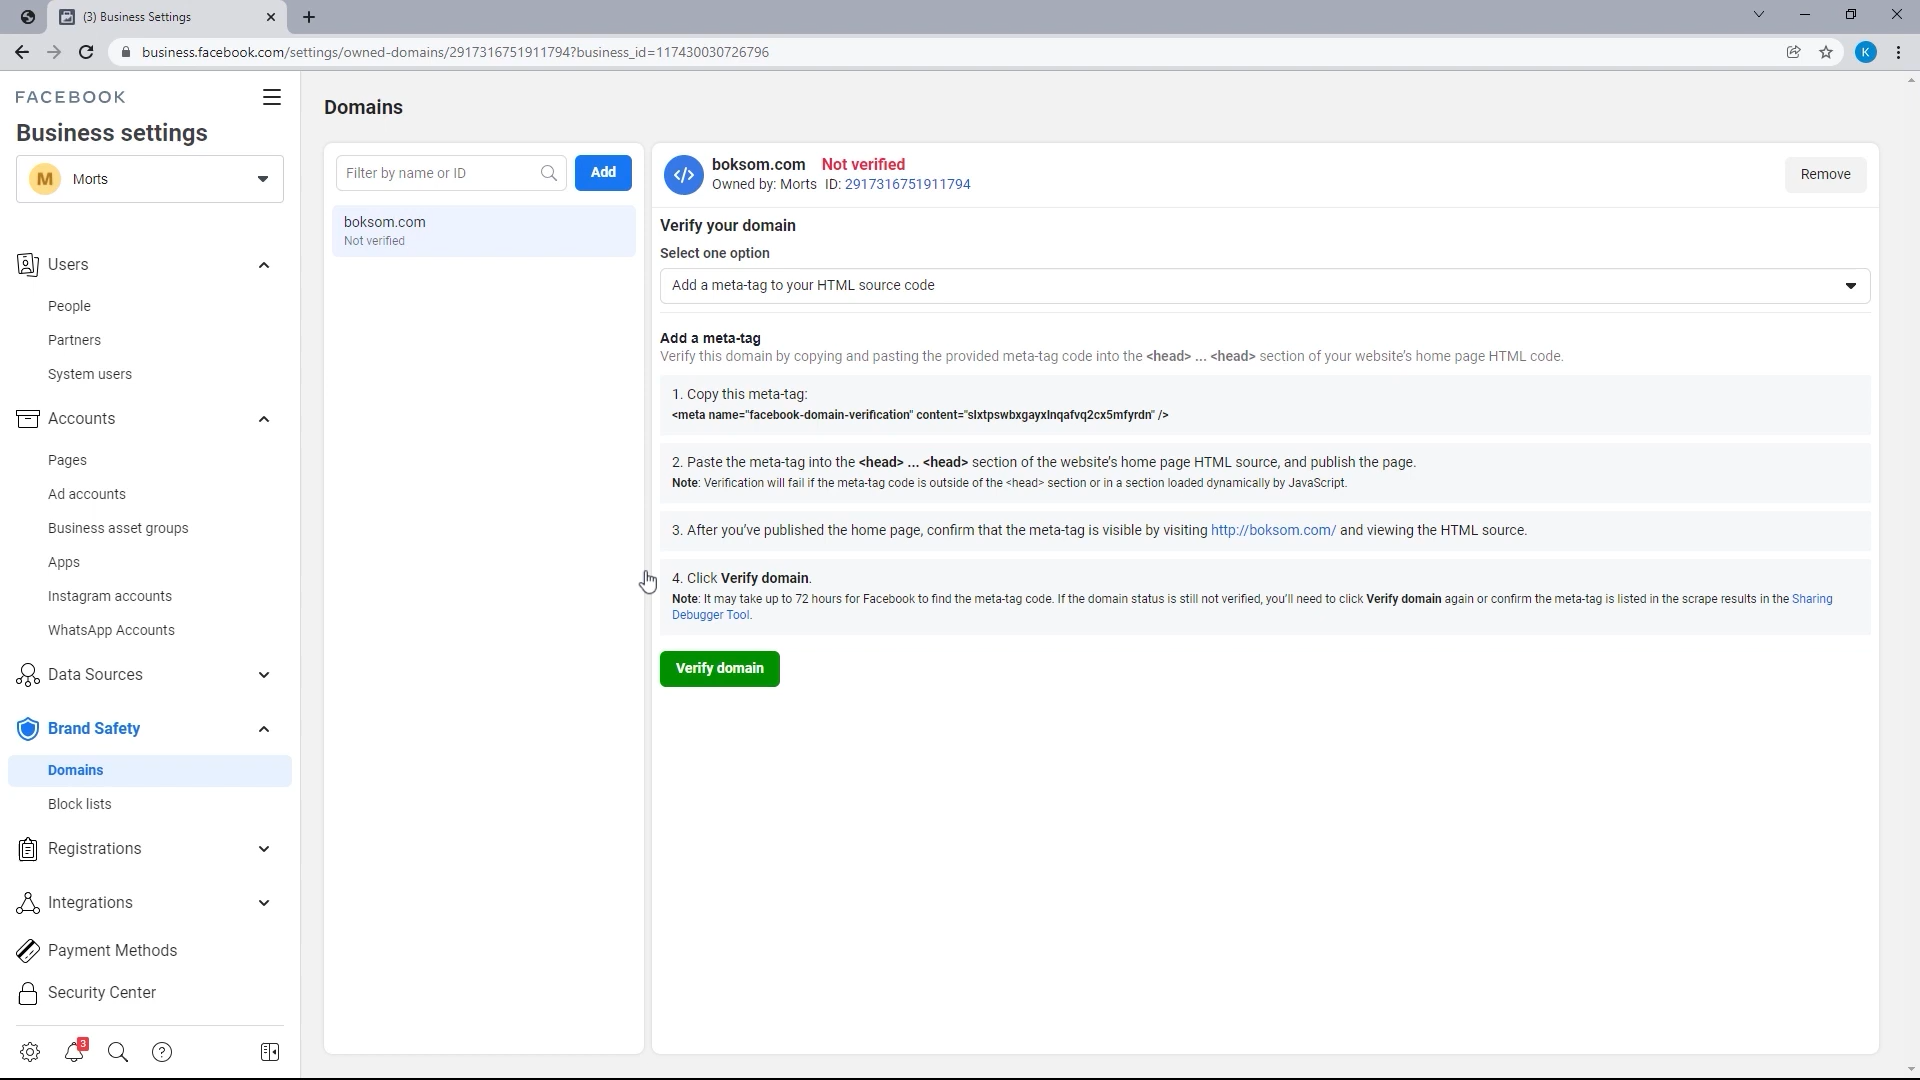 (3) Business Settings
business.facebook.com/settings/owned-domains/2917316751911794?business_id=117430030726796
K
FACEBOOK
Business settings
M Morts
Users
People
Partners
System users
Accounts
Pages
Ad accounts
Business asset groups
Apps
Instagram accounts
WhatsApp Accounts
Data Sources
Brand Safety
Domains
Block lists
Registrations
Integrations
Payment Methods
Security Center
3
Domains
Filter by name or ID
Add
boksom.com
Not verified
boksom.com Not verified
Owned by: Morts ID: 2917316751911794
Remove
Verify your domain
Select one option
Add a meta-tag to your HTML source code
Add a meta-tag
Verify this domain by copying and pasting the provided meta-tag code into the <head> ... <head> section of your website's home page HTML code.
1. Copy this meta-tag:
<meta name="facebook-domain-verification" content="slxtpswbxgayxlnqafvq2cx5mfyrdn" />
2. Paste the meta-tag into the <head> ... <head> section of the website's home page HTML source, and publish the page.
Note: Verification will fail if the meta-tag code is outside of the <head> section or in a section loaded dynamically by JavaScript.
3. After you've published the home page, confirm that the meta-tag is visible by visiting http://boksom.com/ and viewing the HTML source.
4. Click Verify domain.
Note: It may take up to 72 hours for Facebook to find the meta-tag code. If the domain status is still not verified, you'll need to click Verify domain again or confirm the meta-tag is listed in the scrape results in the Sharing
Debugger Tool.
Verify domain